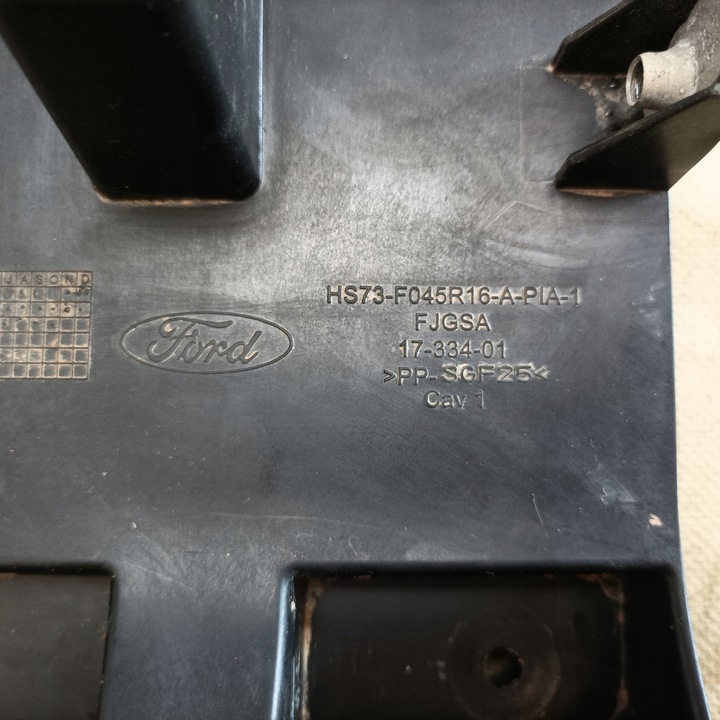 J A S O N D
Ford
HS73-F045R16-A-PIA-1
FJGSA
17-334-01
>PP-SGF25<
Cav 1